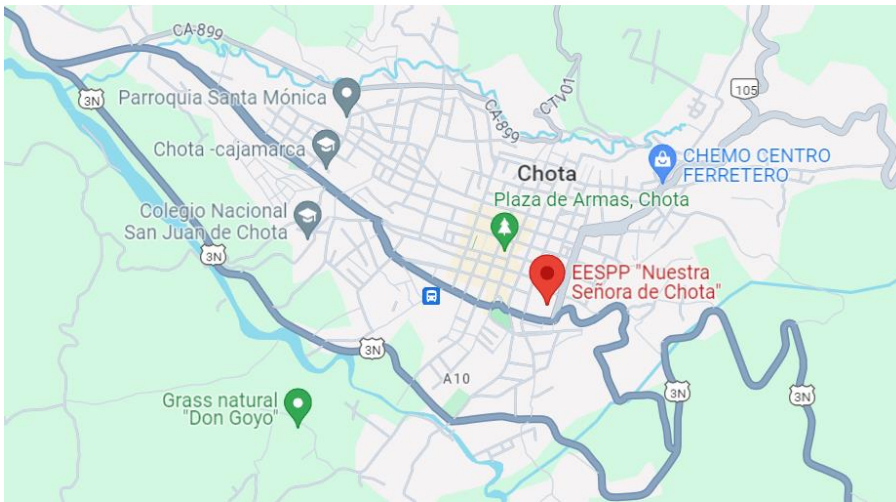 CA-899
3N
105
CTV01
Parroquia Santa Mónica
CA-899
Chota -cajamarca
Chota
CHEMO CENTRO
FERRETERO
Plaza de Armas, Chota
Colegio Nacional
San Juan de Chota
3N
EESPP "Nuestra
Señora de Chota"
3N
A10
3N
3N
Grass natural
"Don Goyo"